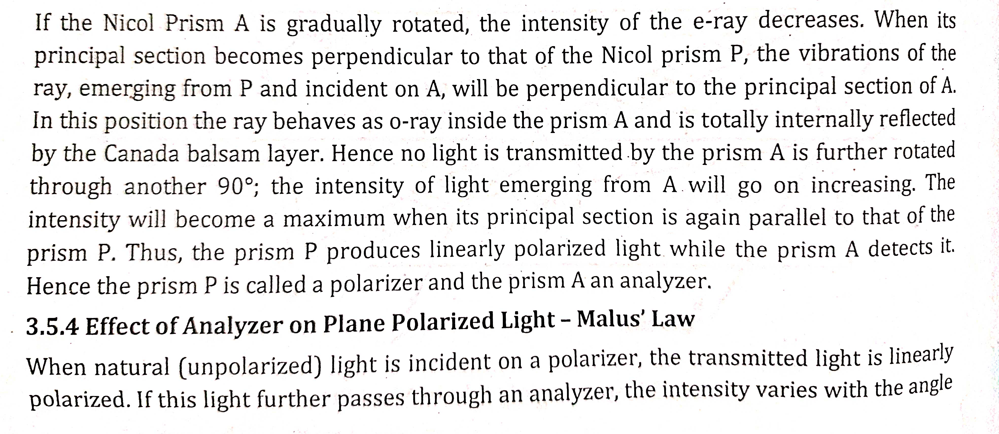 If the Nicol Prism A is gradually rotated, the intensity of the e-ray decreases. When its
principal section becomes perpendicular to that of the Nicol prism P, the vibrations of the
ray, emerging from P and incident on A, will be perpendicular to the principal section of A.
In this position the ray behaves as o-ray inside the prism A and is totally internally reflected
by the Canada balsam layer. Hence no light is transmitted by the prism A is further rotated
through another 90°; the intensity of light emerging from A will go on increasing. The
intensity will become a maximum when its principal section is again parallel to that of the
prism P. Thus, the prism P produces linearly polarized light while the prism A detects it.
Hence the prism P is called a polarizer and the prism A an analyzer.
3.5.4 Effect of Analyzer on Plane Polarized Light – Malus’ Law
When natural (unpolarized) light is incident on a polarizer, the transmitted light is linearly
polarized. If this light further passes through an analyzer, the intensity varies with the angle